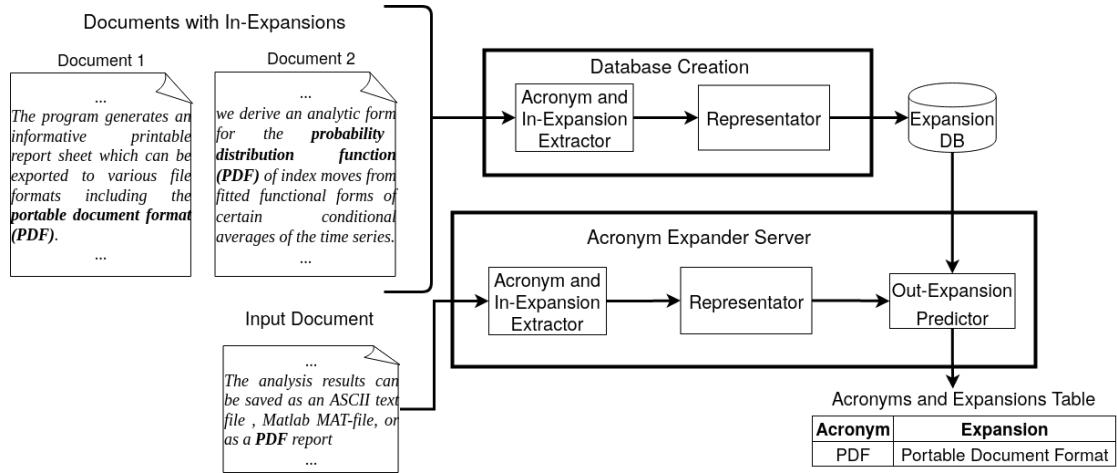 Documents with In-Expansions
Document 1
...
The program generates an
informative printable
report sheet which can be
exported to various file
formats including the
portable document format
(PDF).
...
Document 2
...
we derive an analytic form
for the probability
distribution function
(PDF) of index moves from
fitted functional forms of
certain conditional
averages of the time series.
...
Database Creation
Acronym and
In-Expansion
Extractor
Representator
Expansion
DB
Input Document
...
The analysis results can
be saved as an ASCII text
file , Matlab MAT-file, or
as a PDF report
...
Acronym Expander Server
Acronym and
In-Expansion
Extractor
Representator
Out-Expansion
Predictor
Acronyms and Expansions Table
Acronym Expansion
PDF Portable Document Format